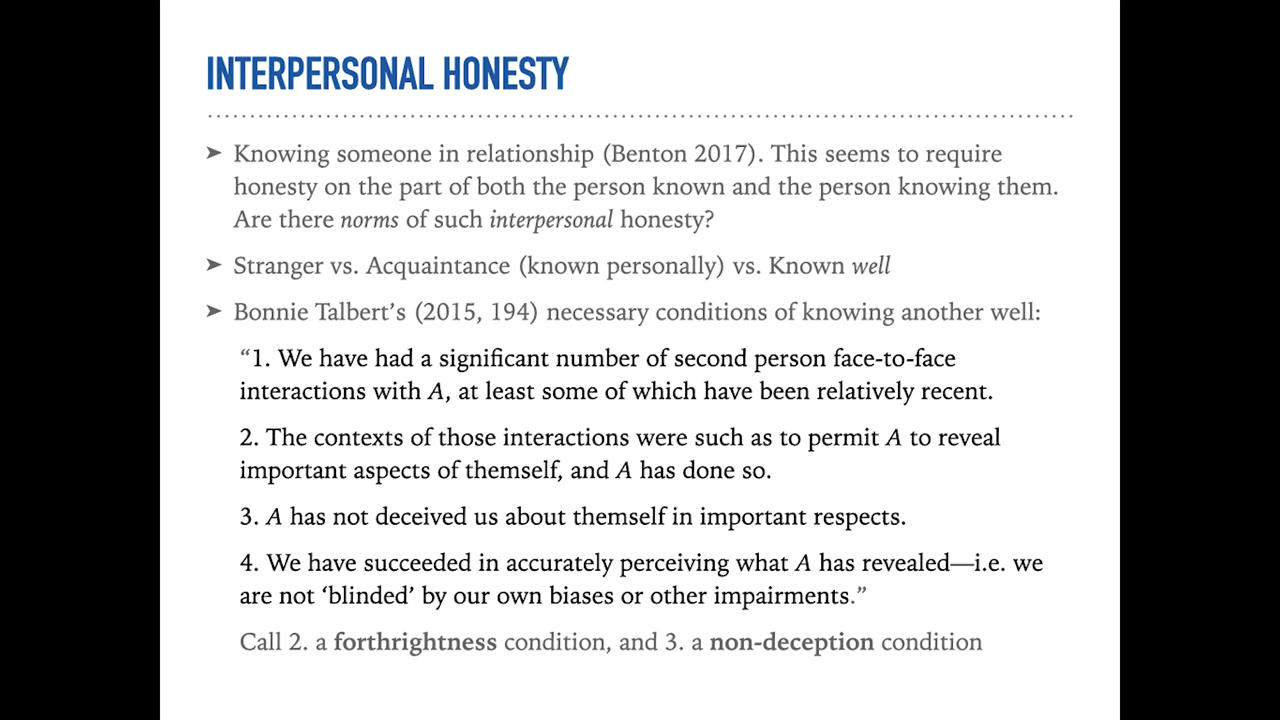 INTERPERSONAL HONESTY
➤ Knowing someone in relationship (Benton 2017). This seems to require
honesty on the part of both the person known and the person knowing them.
Are there norms of such interpersonal honesty?
➤ Stranger vs. Acquaintance (known personally) vs. Known well
➤ Bonnie Talbert’s (2015, 194) necessary conditions of knowing another well:
“1. We have had a significant number of second person face-to-face
interactions with A, at least some of which have been relatively recent.
2. The contexts of those interactions were such as to permit A to reveal
important aspects of themself, and A has done so.
3. A has not deceived us about themself in important respects.
4. We have succeeded in accurately perceiving what A has revealed—i.e. we
are not ‘blinded’ by our own biases or other impairments.”
Call 2. a forthrightness condition, and 3. a non-deception condition